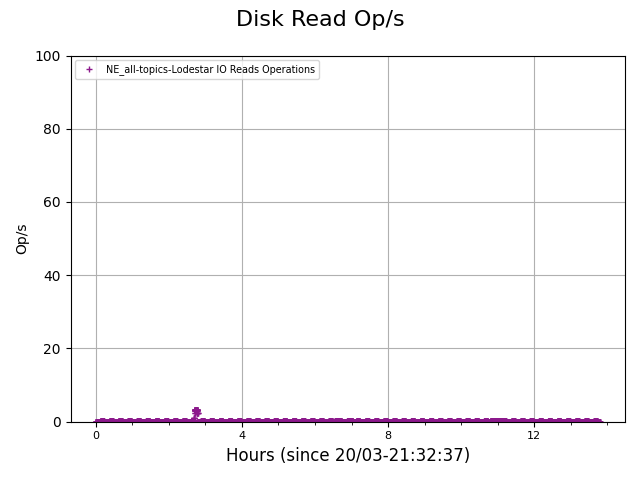 Disk Read Op/s
NE_all-topics-Lodestar IO Reads Operations
100
80
60
40
20
0
Op/s
0 4 8 12
Hours (since 20/03-21:32:37)